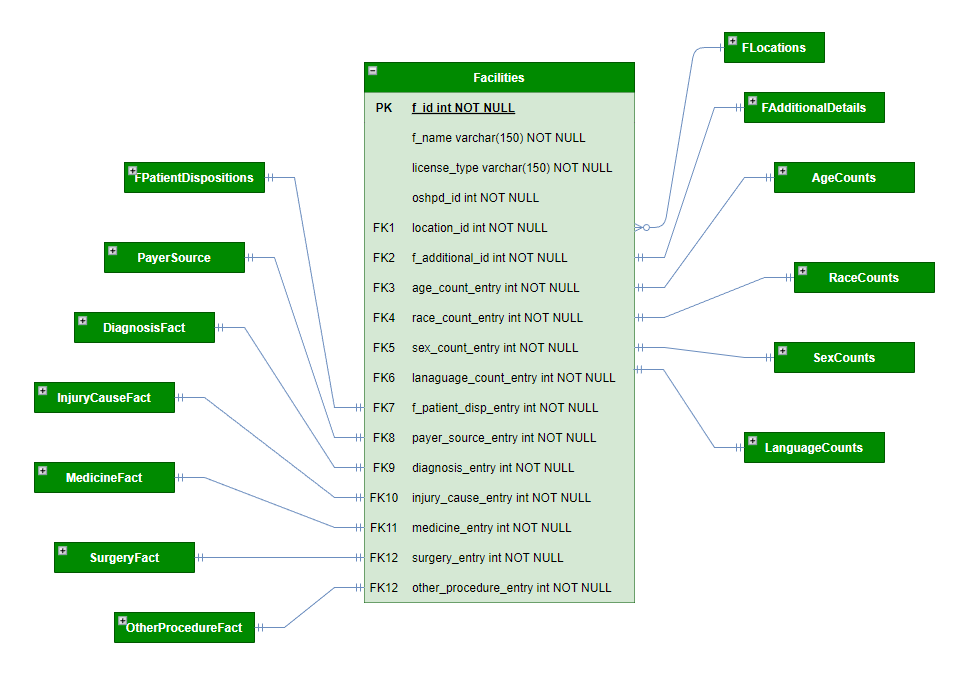 FLocations
Facilities
PK f_id int NOT NULL
FAdditionalDetails
f_name varchar(150) NOT NULL
license_type varchar(150) NOT NULL
FPatientDispositions
AgeCounts
oshpd_id int NOT NULL
FK1 location_id int NOT NULL
PayerSource
FK2 f_additional_id int NOT NULL
RaceCounts
FK3 age_count_entry int NOT NULL
DiagnosisFact
FK4 race_count_entry int NOT NULL
FK5 sex_count_entry int NOT NULL
SexCounts
FK6 lanaguage_count_entry int NOT NULL
InjuryCauseFact
FK7 f_patient_disp_entry int NOT NULL
FK8 payer_source_entry int NOT NULL
LanguageCounts
FK9 diagnosis_entry int NOT NULL
MedicineFact
FK10 injury_cause_entry int NOT NULL
FK11 medicine_entry int NOT NULL
SurgeryFact
FK12 surgery_entry int NOT NULL
FK12 other_procedure_entry int NOT NULL
OtherProcedureFact